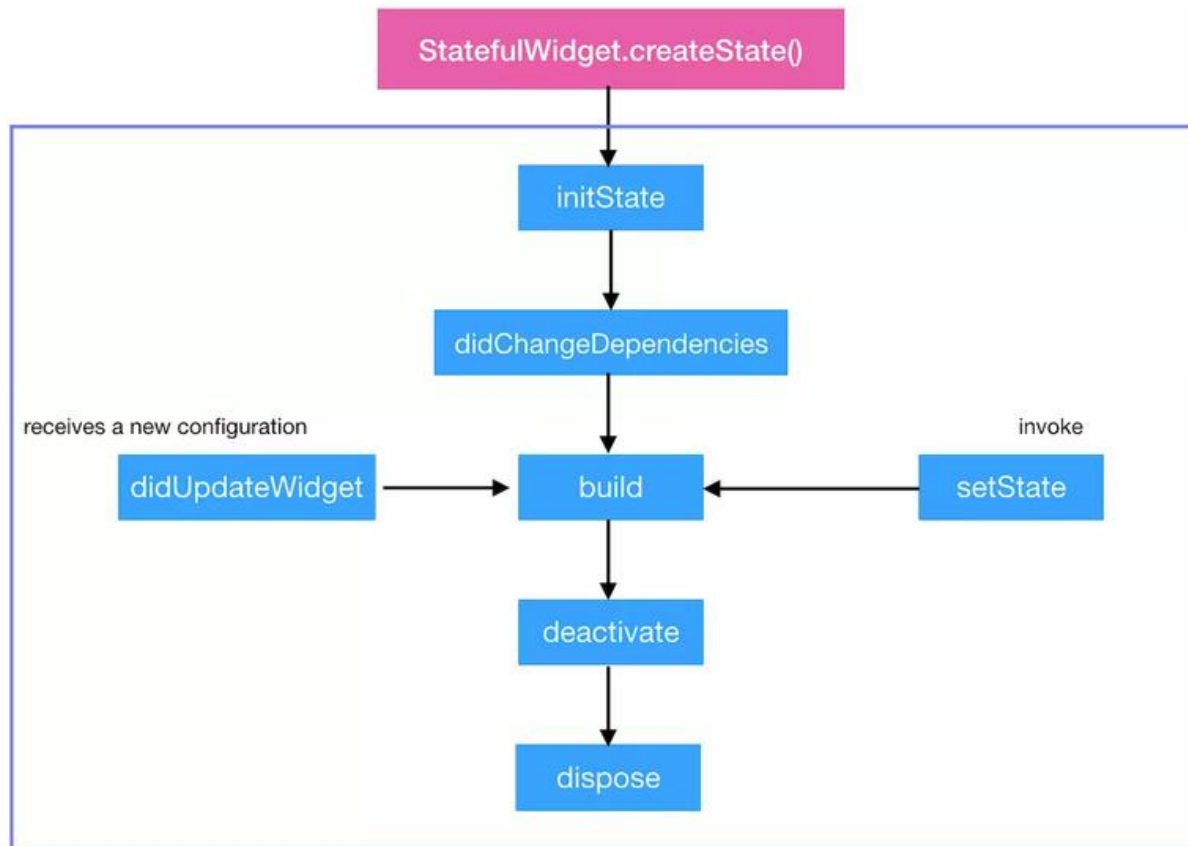 StatefulWidget.createState()
initState
didChangeDependencies
receives a new configuration
invoke
didUpdateWidget
build
setState
deactivate
dispose